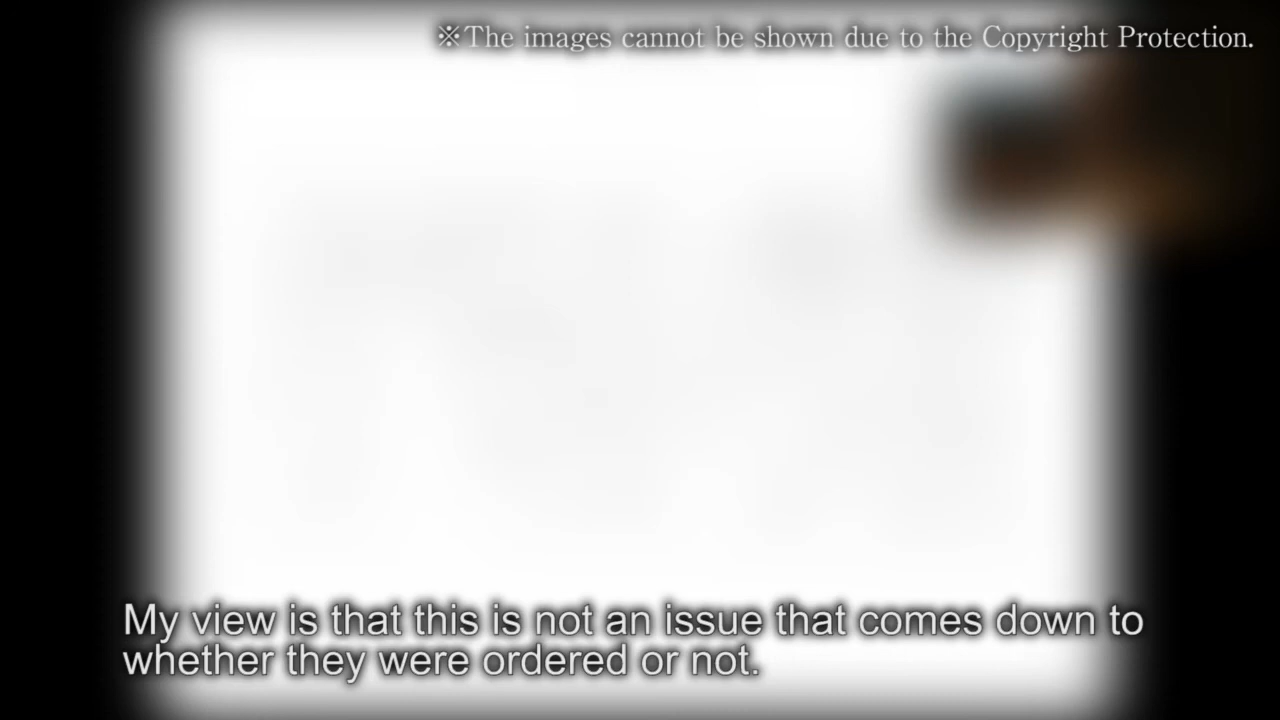 ※The images cannot be shown due to the Copyright Protection.
My view is that this is not an issue that comes down to
whether they were ordered or not.